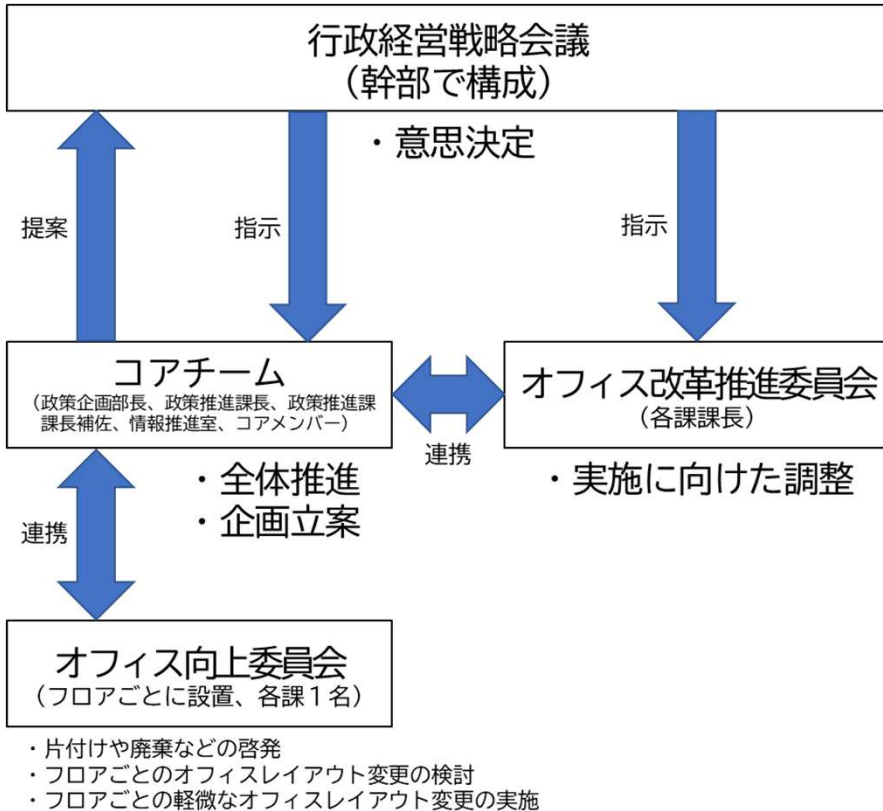 行政経営戦略会議
（幹部で構成）
・意思決定
提案
指示
指示
コアチーム
（政策企画部長、政策推進課長、政策推進課
課長補佐、情報推進室、コアメンバー）
連携
オフィス改革推進委員会
（各課課長）
・全体推進
・企画立案
・実施に向けた調整
連携
オフィス向上委員会
（フロアごとに設置、各課１名）
・片付けや廃棄などの啓発
・フロアごとのオフィスレイアウト変更の検討
・フロアごとの軽微なオフィスレイアウト変更の実施